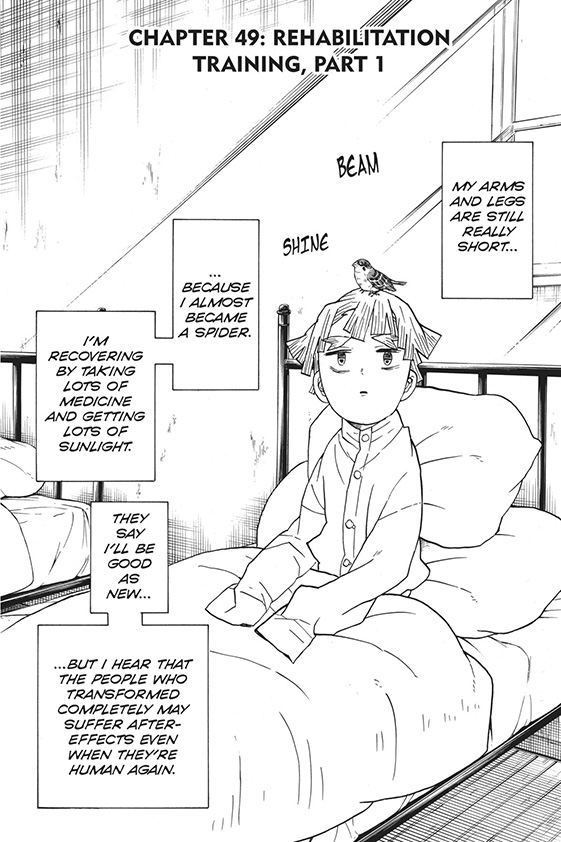 CHAPTER 49: REHABILITATION
TRAINING, PART 1
BEAM
MY ARMS
AND LEGS
ARE STILL
REALLY
SHORT...
SHINE
...
BECAUSE
I ALMOST
BECAME
A SPIDER.
I'M
RECOVERING
BY TAKING
LOTS OF
MEDICINE
AND GETTING
LOTS OF
SUNLIGHT.
THEY
SAY
I'LL BE
GOOD
AS
NEW...
...BUT I HEAR THAT
THE PEOPLE WHO
TRANSFORMED
COMPLETELY MAY
SUFFER AFTER-
EFFECTS EVEN
WHEN THEY'RE
HUMAN AGAIN.